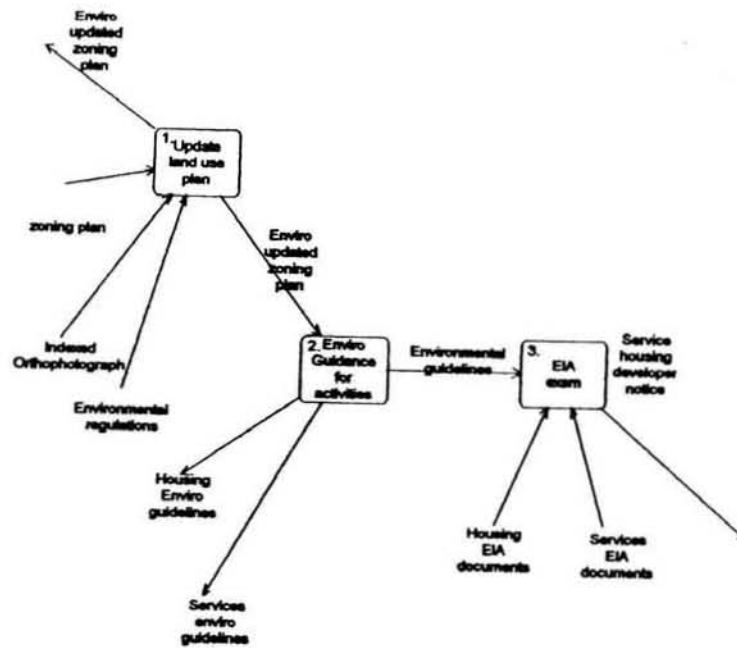 Enviro
updated
zoning
plan
1.
Update
land use
plan
zoning plan
Enviro
updated
zoning
plan
Indexed
Orthophotograph
Environmental
regulations
2. Enviro
Guidance
for
activities
Environmental
guidelines
3.
EIA
exam
Service
housing
developer
notice
Housing
Enviro
guidelines
Housing
EIA
documents
Services
EIA
documents
Services
enviro
guidelines